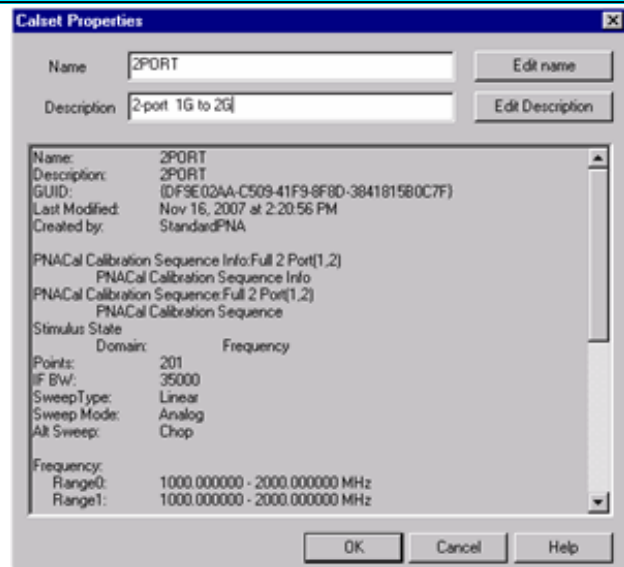 Calset Properties
Name 2PORT Edit name
Description 2-port 1G to 2G Edit Description
Name: 2PORT
Description: 2PORT
GUID: {DF9E02AA-C509-41F9-8F8D-3841815B0C7F}
Last Modified: Nov 16, 2007 at 2:20:56 PM
Created by: StandardPNA
PNACal Calibration Sequence Info:Full 2 Port(1,2)
PNACal Calibration Sequence Info
PNACal Calibration Sequence:Full 2 Port(1,2)
PNACal Calibration Sequence
Stimulus State
Domain: Frequency
Points: 201
IF BW: 35000
SweepType: Linear
Sweep Mode: Analog
Alt Sweep: Chop
Frequency:
Range0: 1000.000000 - 2000.000000 MHz
Range1: 1000.000000 - 2000.000000 MHz
OK Cancel Help